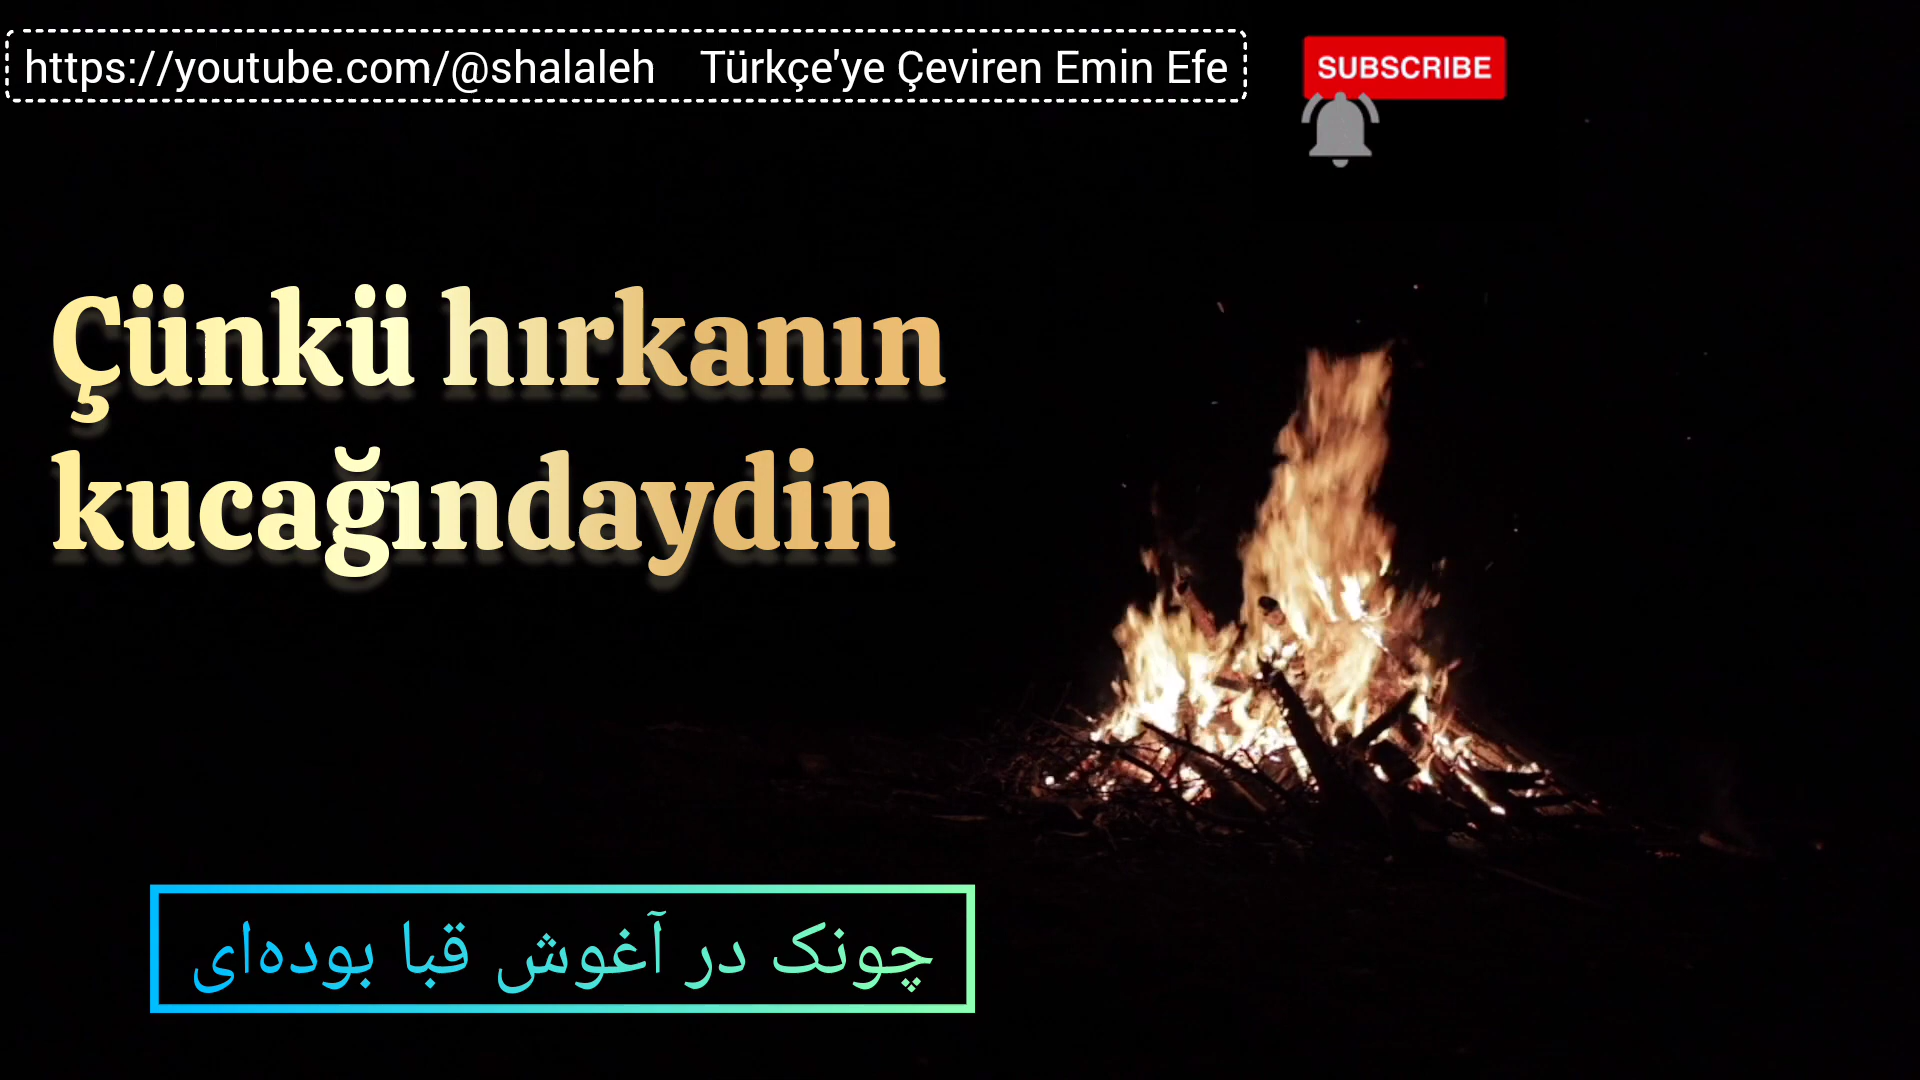 https://youtube.com/@shalaleh Türkçe'ye Çeviren Emin Efe
SUBSCRIBE
Çünkü hırkanın
kucağındaydin
چونک در آغوش قبا بوده‌ای